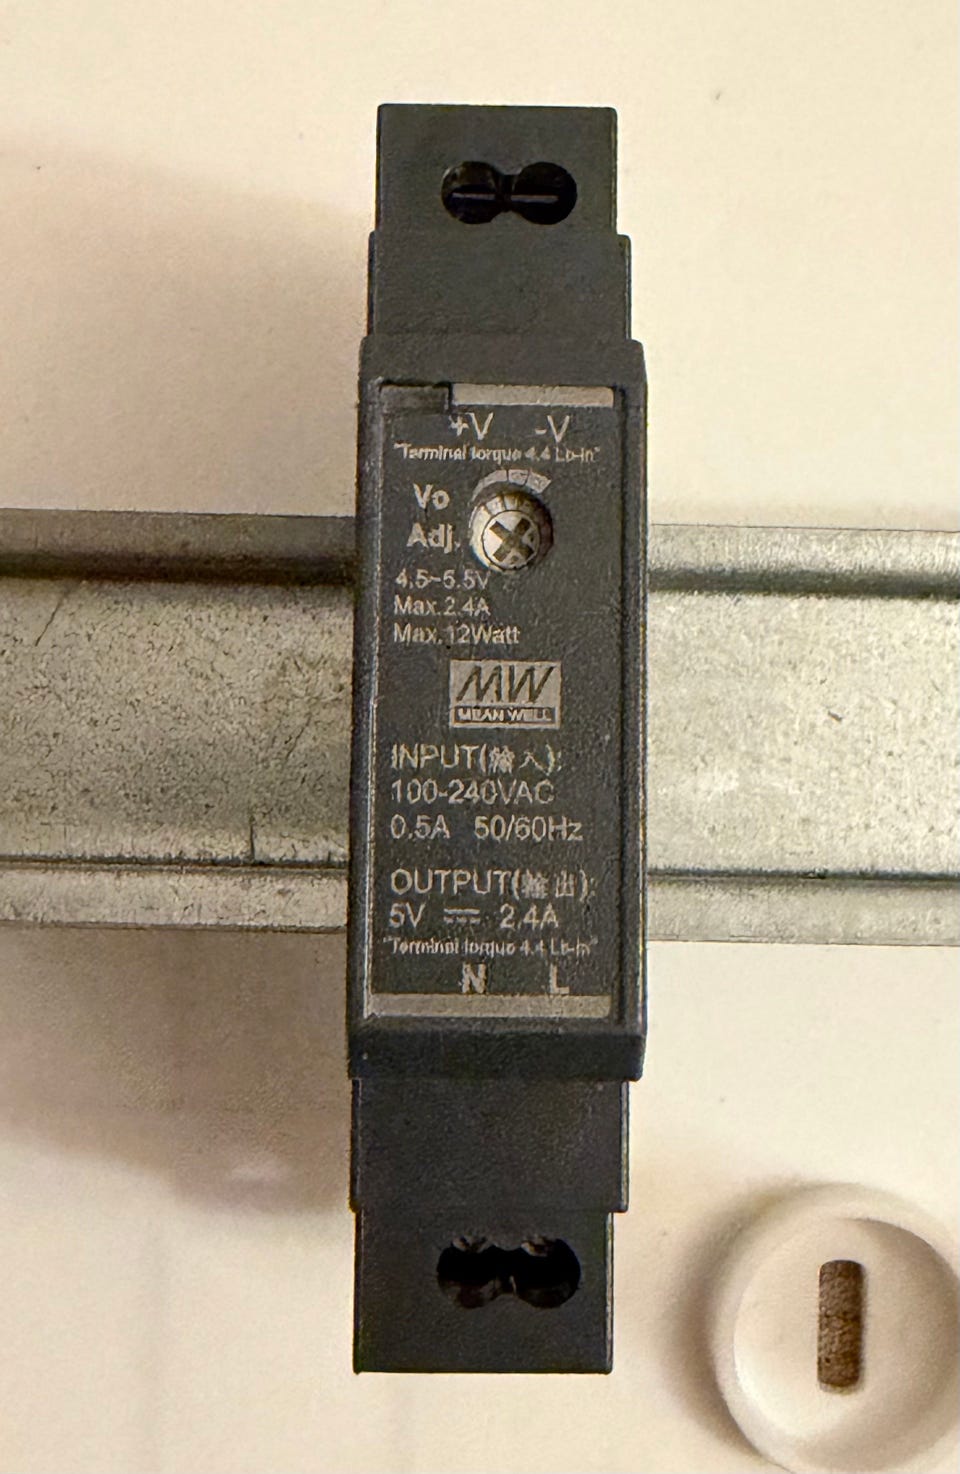 +V -V
"Terminal torque 4.4 Lb-in"
Vo
Adj.
4.5~5.5V
Max.2.4A
Max.12Watt
MW
MEAN WELL
INPUT(輸入):
100-240VAC
0.5A 50/60Hz
OUTPUT(輸出):
5V ⎓ 2.4A
"Terminal torque 4.4 Lb-in"
N L